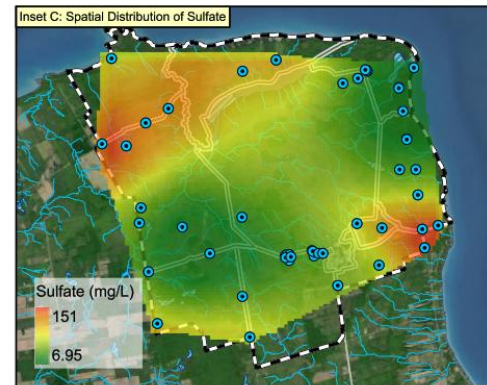 Inset C: Spatial Distribution of Sulfate
Sulfate (mg/L)
151
6.95